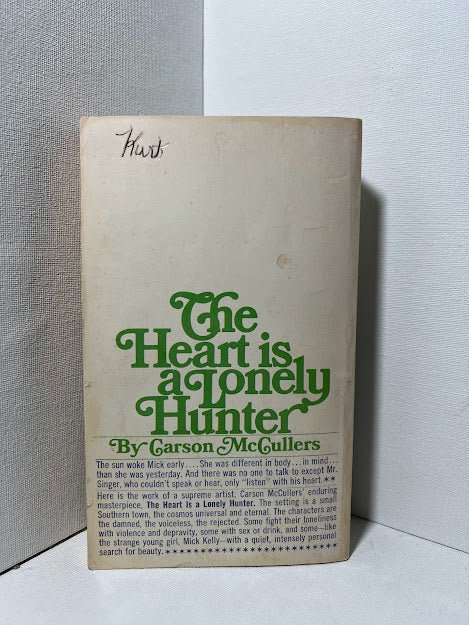 Kurt
The
Heart is
a Lonely
Hunter
By Carson McCullers
The sun woke Mick early....She was different in body...in mind...
than she was yesterday. And there was no one to talk to except Mr.
Singer, who couldn't speak or hear, only "listen" with his heart.✶✶
Here is the work of a supreme artist, Carson McCullers' enduring
masterpiece, The Heart is a Lonely Hunter. The setting is a small
Southern town, the cosmos universal and eternal. The characters are
the damned, the voiceless, the rejected. Some fight their loneliness
with violence and depravity, some with sex or drink, and some—like
the strange young girl, Mick Kelly—with a quiet, intensely personal
search for beauty.✶✶✶✶✶✶✶✶✶✶✶✶✶✶✶✶✶✶✶✶✶✶✶✶